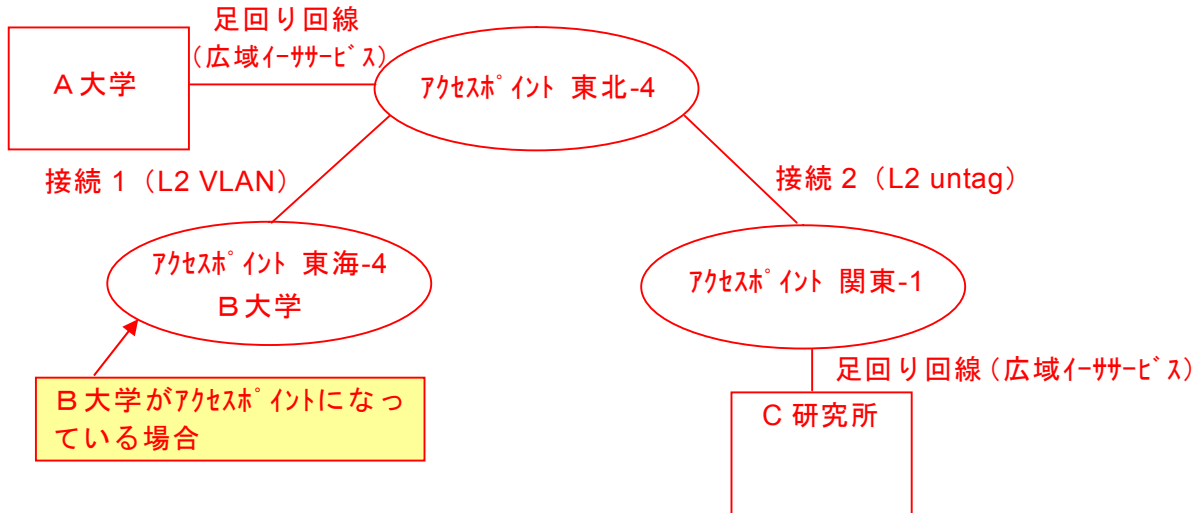 足回り回線
（広域ｲｰｻｻｰﾋﾞｽ）
Ａ大学
ｱｸｾｽﾎﾟｲﾝﾄ 東北-4
接続 1（L2 VLAN）
接続 2（L2 untag）
ｱｸｾｽﾎﾟｲﾝﾄ 東海-4
Ｂ大学
ｱｸｾｽﾎﾟｲﾝﾄ 関東-1
足回り回線（広域ｲｰｻｻｰﾋﾞｽ）
Ｂ大学がｱｸｾｽﾎﾟｲﾝﾄになっ
ている場合
C 研究所